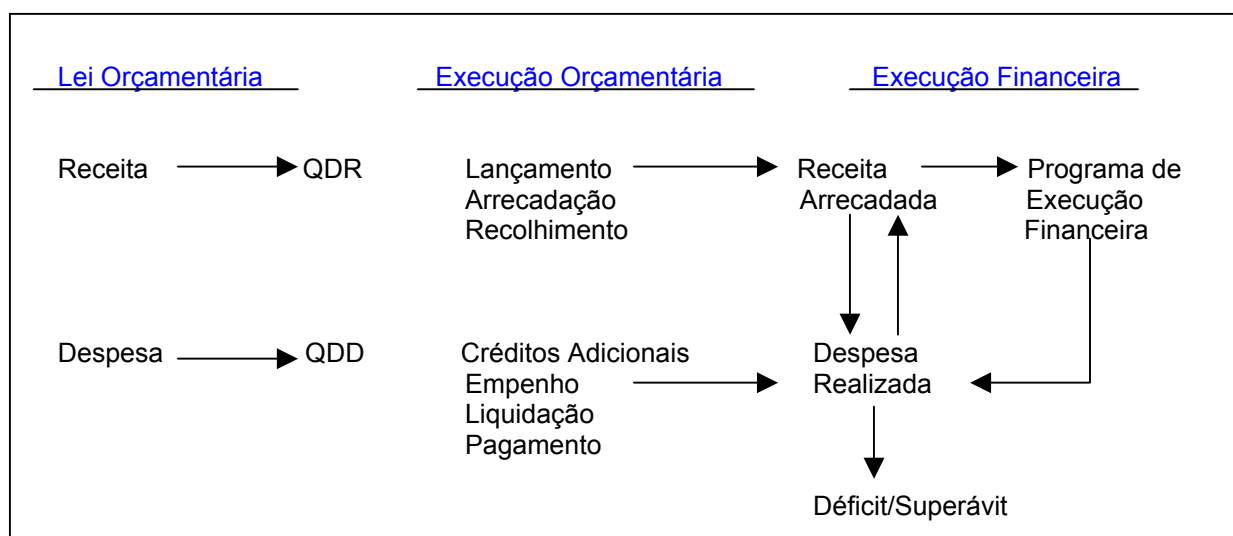 Lei Orçamentária Execução Orçamentária Execução Financeira
Receita QDR
Lançamento
Arrecadação
Recolhimento
Receita
Arrecadada
Programa de
Execução
Financeira
Despesa QDD
Créditos Adicionais
Empenho
Liquidação
Pagamento
Despesa
Realizada
Déficit/Superávit